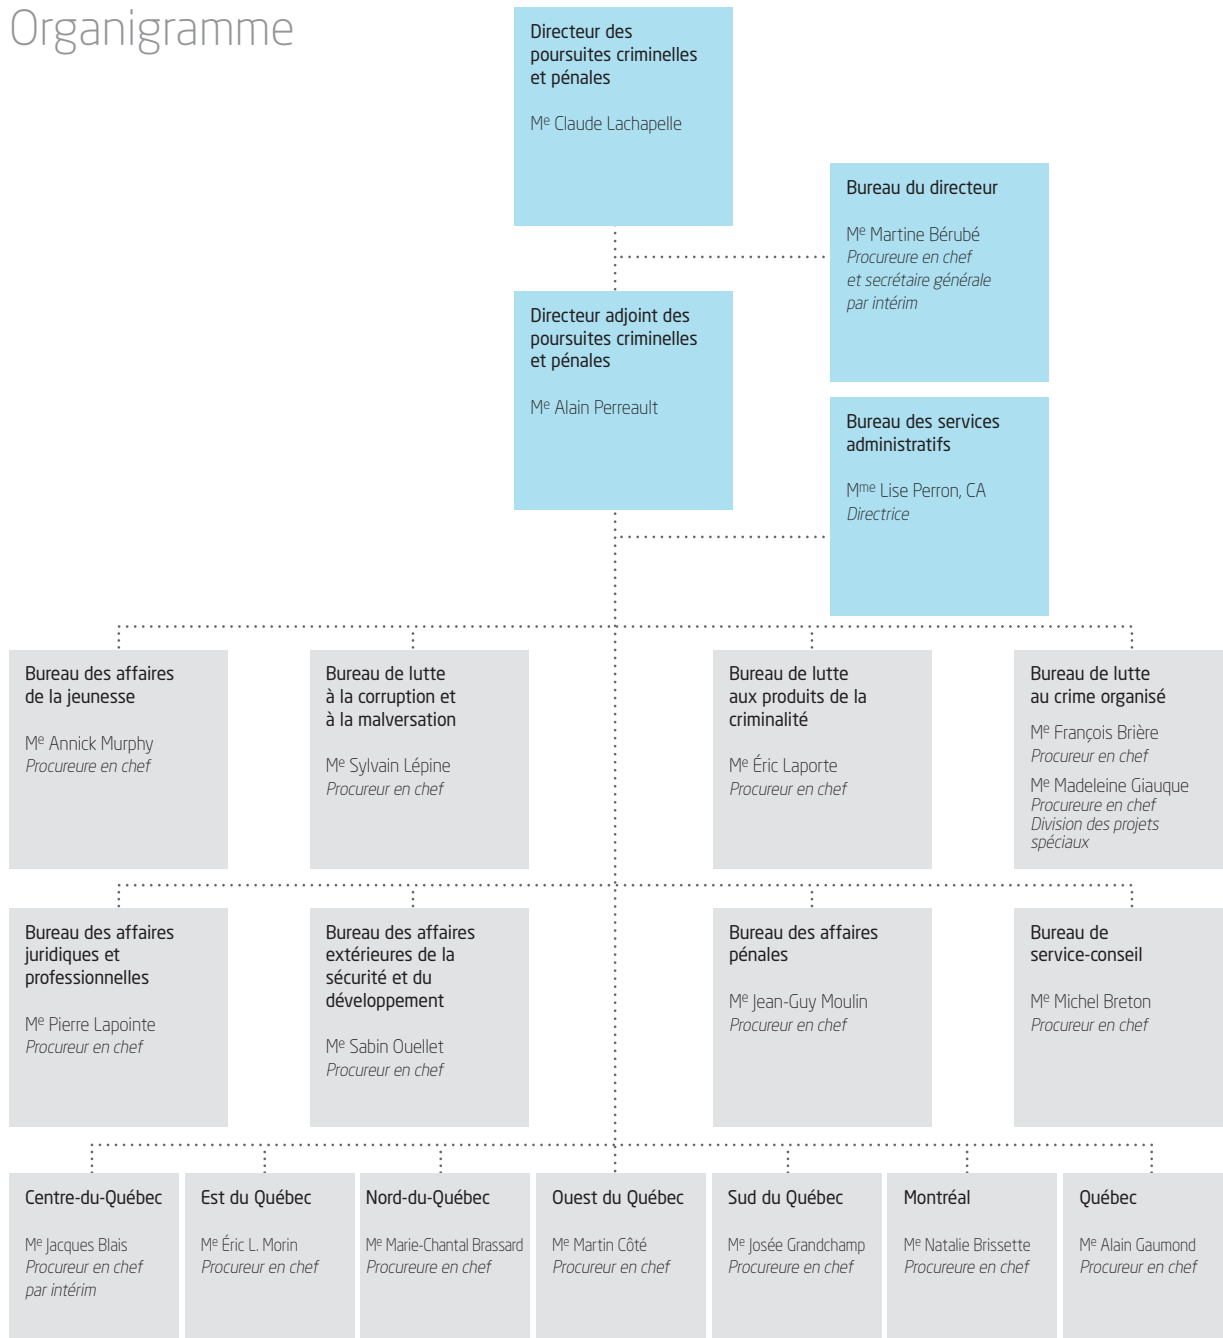 Organigramme
Directeur des
poursuites criminelles
et pénales
Me Claude Lachapelle
Bureau du directeur
Me Martine Bérubé
Procureure en chef
et secrétaire générale
par intérim
Directeur adjoint des
poursuites criminelles
et pénales
Me Alain Perreault
Bureau des services
administratifs
Mme Lise Perron, CA
Directrice
Bureau des affaires
de la jeunesse
Me Annick Murphy
Procureure en chef
Bureau de lutte
à la corruption et
à la malversation
Me Sylvain Lépine
Procureur en chef
Bureau de lutte
aux produits de la
criminalité
Me Éric Laporte
Procureur en chef
Bureau de lutte
au crime organisé
Me François Brière
Procureur en chef
Me Madeleine Giauque
Procureure en chef
Division des projets
spéciaux
Bureau des affaires
juridiques et
professionnelles
Me Pierre Lapointe
Procureur en chef
Bureau des affaires
extérieures de la
sécurité et du
développement
Me Sabin Ouellet
Procureur en chef
Bureau des affaires
pénales
Me Jean-Guy Moulin
Procureur en chef
Bureau de
service-conseil
Me Michel Breton
Procureur en chef
Centre-du-Québec
Me Jacques Blais
Procureur en chef
par intérim
Est du Québec
Me Éric L. Morin
Procureur en chef
Nord-du-Québec
Me Marie-Chantal Brassard
Procureure en chef
Ouest du Québec
Me Martin Côté
Procureur en chef
Sud du Québec
Me Josée Grandchamp
Procureure en chef
Montréal
Me Natalie Brissette
Procureure en chef
Québec
Me Alain Gaumond
Procureur en chef